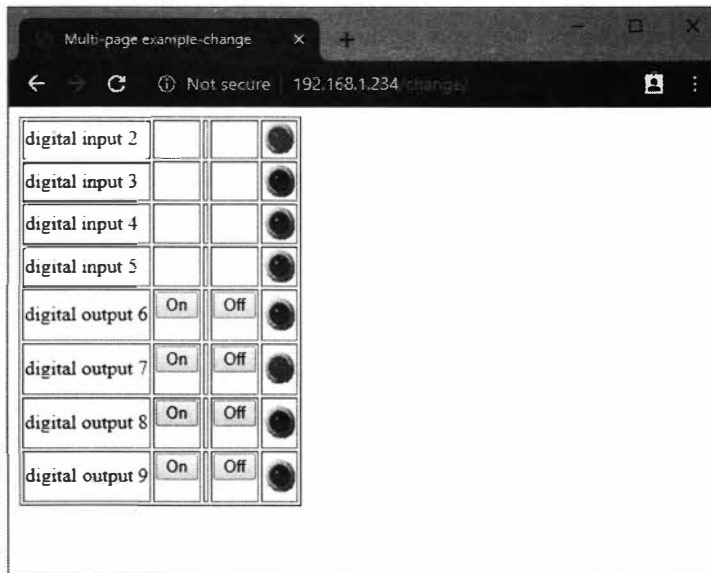 Multi-page example-change
Not secure 192.168.1.234/change/
digital input 2
digital input 3
digital input 4
digital input 5
digital output 6 On Off
digital output 7 On Off
digital output 8 On Off
digital output 9 On Off